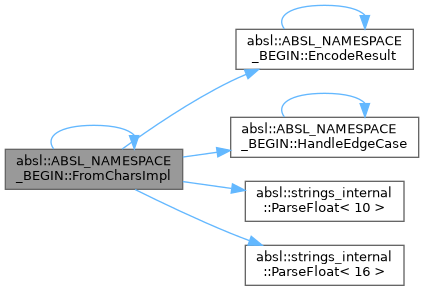 absl::ABSL_NAMESPACE
_BEGIN::EncodeResult
absl::ABSL_NAMESPACE
_BEGIN::HandleEdgeCase
absl::ABSL_NAMESPACE
_BEGIN::FromCharsImpl
absl::strings_internal
::ParseFloat< 10 >
absl::strings_internal
::ParseFloat< 16 >